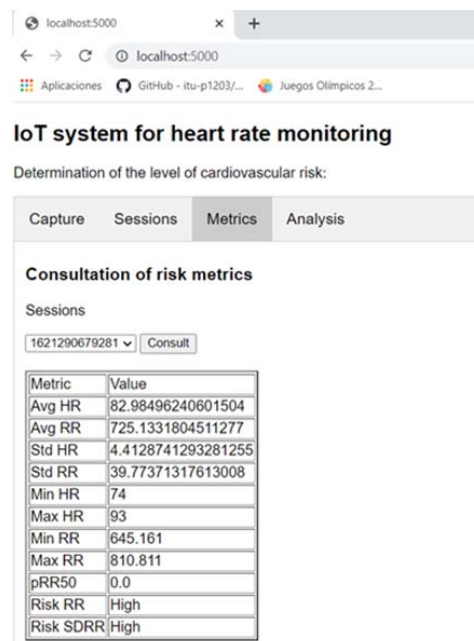 localhost:5000
localhost:5000
Aplicaciones GitHub - itu-p1203/... Juegos Olímpicos 2...
IoT system for heart rate monitoring
Determination of the level of cardiovascular risk:
Capture Sessions Metrics Analysis
Consultation of risk metrics
Sessions
1621290679281 Consult
Metric Value
Avg HR 82.98496240601504
Avg RR 725.1331804511277
Std HR 4.4128741293281255
Std RR 39.77371317613008
Min HR 74
Max HR 93
Min RR 645.161
Max RR 810.811
pRR50 0.0
Risk RR High
Risk SDRR High